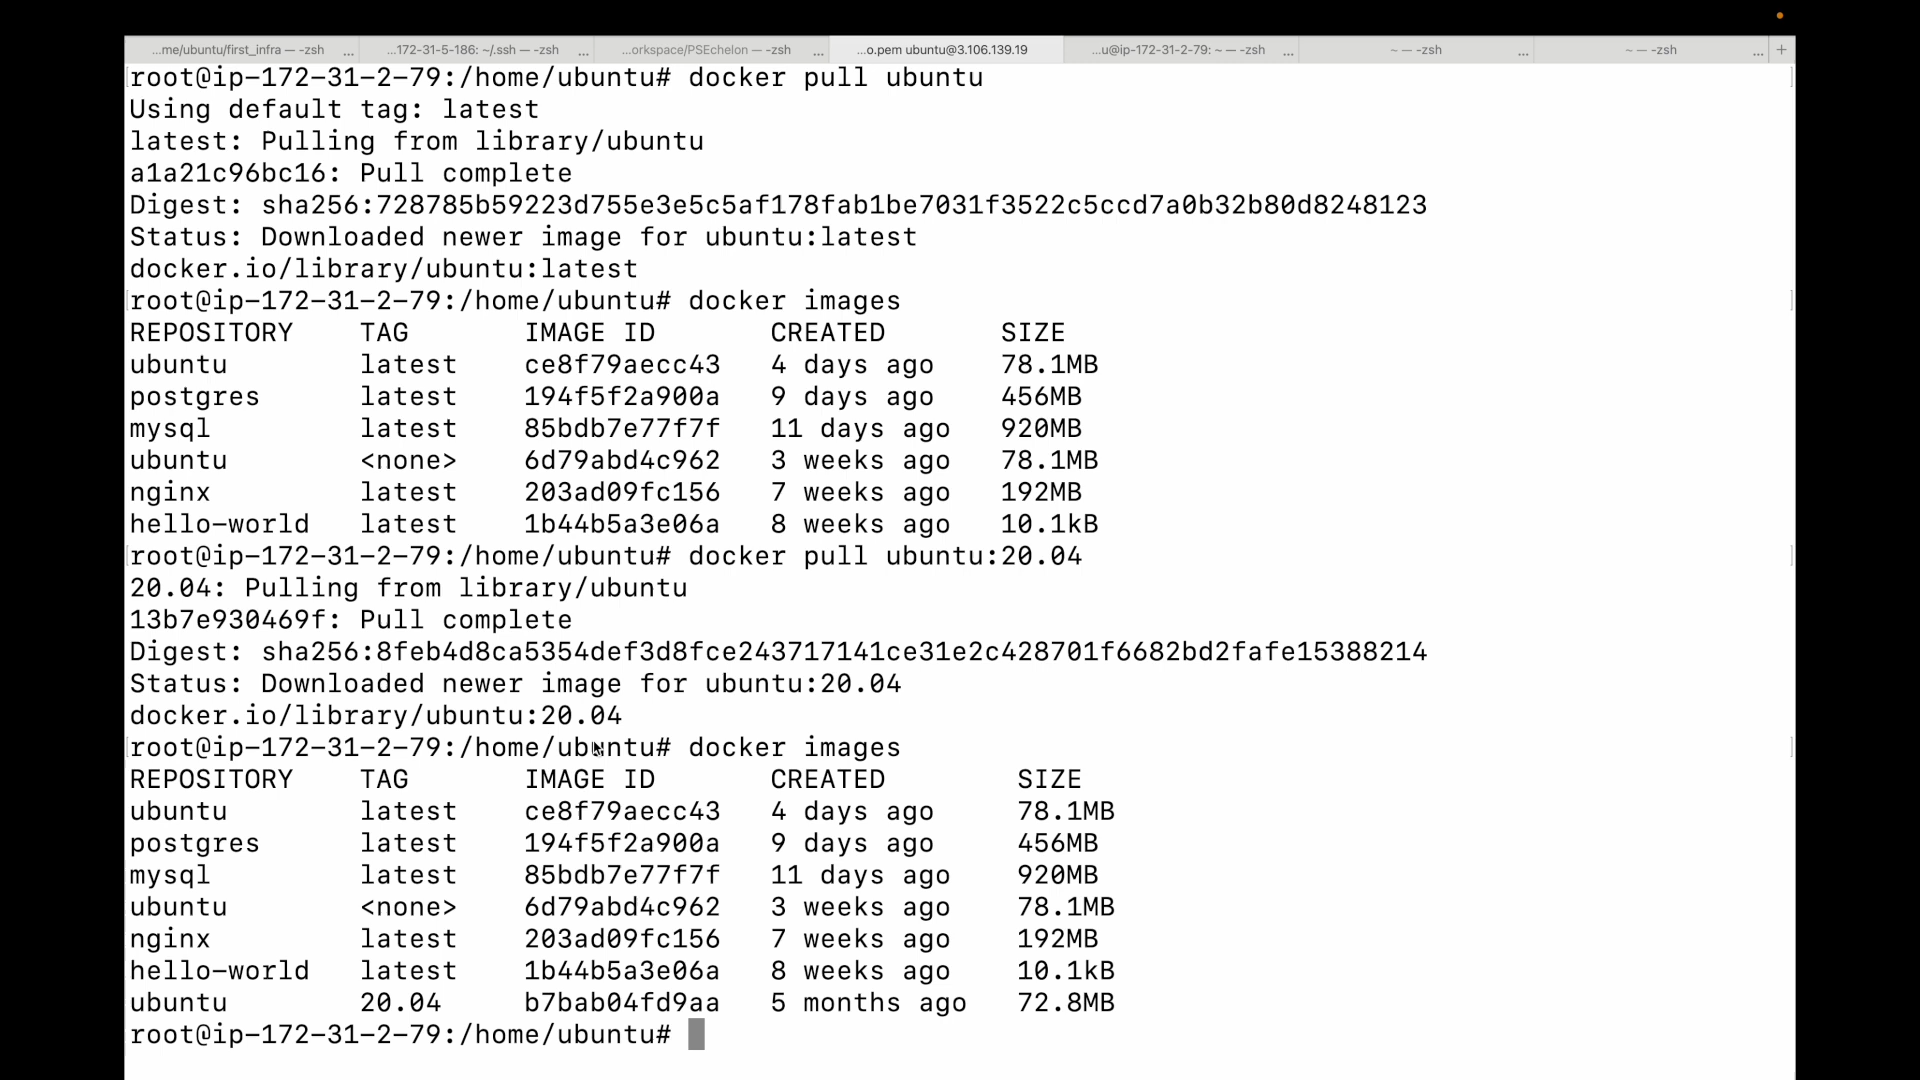 ...me/ubuntu/first_infra — -zsh ... ...172-31-5-186: ~/.ssh — -zsh ... ...orkspace/PSEchelon — -zsh ... ...o.pem ubuntu@3.106.139.19 ...u@ip-172-31-2-79: ~ — -zsh ... ~ — -zsh ... ~ — -zsh ... +
root@ip-172-31-2-79:/home/ubuntu# docker pull ubuntu
Using default tag: latest
latest: Pulling from library/ubuntu
a1a21c96bc16: Pull complete
Digest: sha256:728785b59223d755e3e5c5af178fab1be7031f3522c5ccd7a0b32b80d8248123
Status: Downloaded newer image for ubuntu:latest
docker.io/library/ubuntu:latest
root@ip-172-31-2-79:/home/ubuntu# docker images
REPOSITORY TAG IMAGE ID CREATED SIZE
ubuntu latest ce8f79aecc43 4 days ago 78.1MB
postgres latest 194f5f2a900a 9 days ago 456MB
mysql latest 85bdb7e77f7f 11 days ago 920MB
ubuntu <none> 6d79abd4c962 3 weeks ago 78.1MB
nginx latest 203ad09fc156 7 weeks ago 192MB
hello-world latest 1b44b5a3e06a 8 weeks ago 10.1kB
root@ip-172-31-2-79:/home/ubuntu# docker pull ubuntu:20.04
20.04: Pulling from library/ubuntu
13b7e930469f: Pull complete
Digest: sha256:8feb4d8ca5354def3d8fce243717141ce31e2c428701f6682bd2fafe15388214
Status: Downloaded newer image for ubuntu:20.04
docker.io/library/ubuntu:20.04
root@ip-172-31-2-79:/home/ubuntu# docker images
REPOSITORY TAG IMAGE ID CREATED SIZE
ubuntu latest ce8f79aecc43 4 days ago 78.1MB
postgres latest 194f5f2a900a 9 days ago 456MB
mysql latest 85bdb7e77f7f 11 days ago 920MB
ubuntu <none> 6d79abd4c962 3 weeks ago 78.1MB
nginx latest 203ad09fc156 7 weeks ago 192MB
hello-world latest 1b44b5a3e06a 8 weeks ago 10.1kB
ubuntu 20.04 b7bab04fd9aa 5 months ago 72.8MB
root@ip-172-31-2-79:/home/ubuntu#